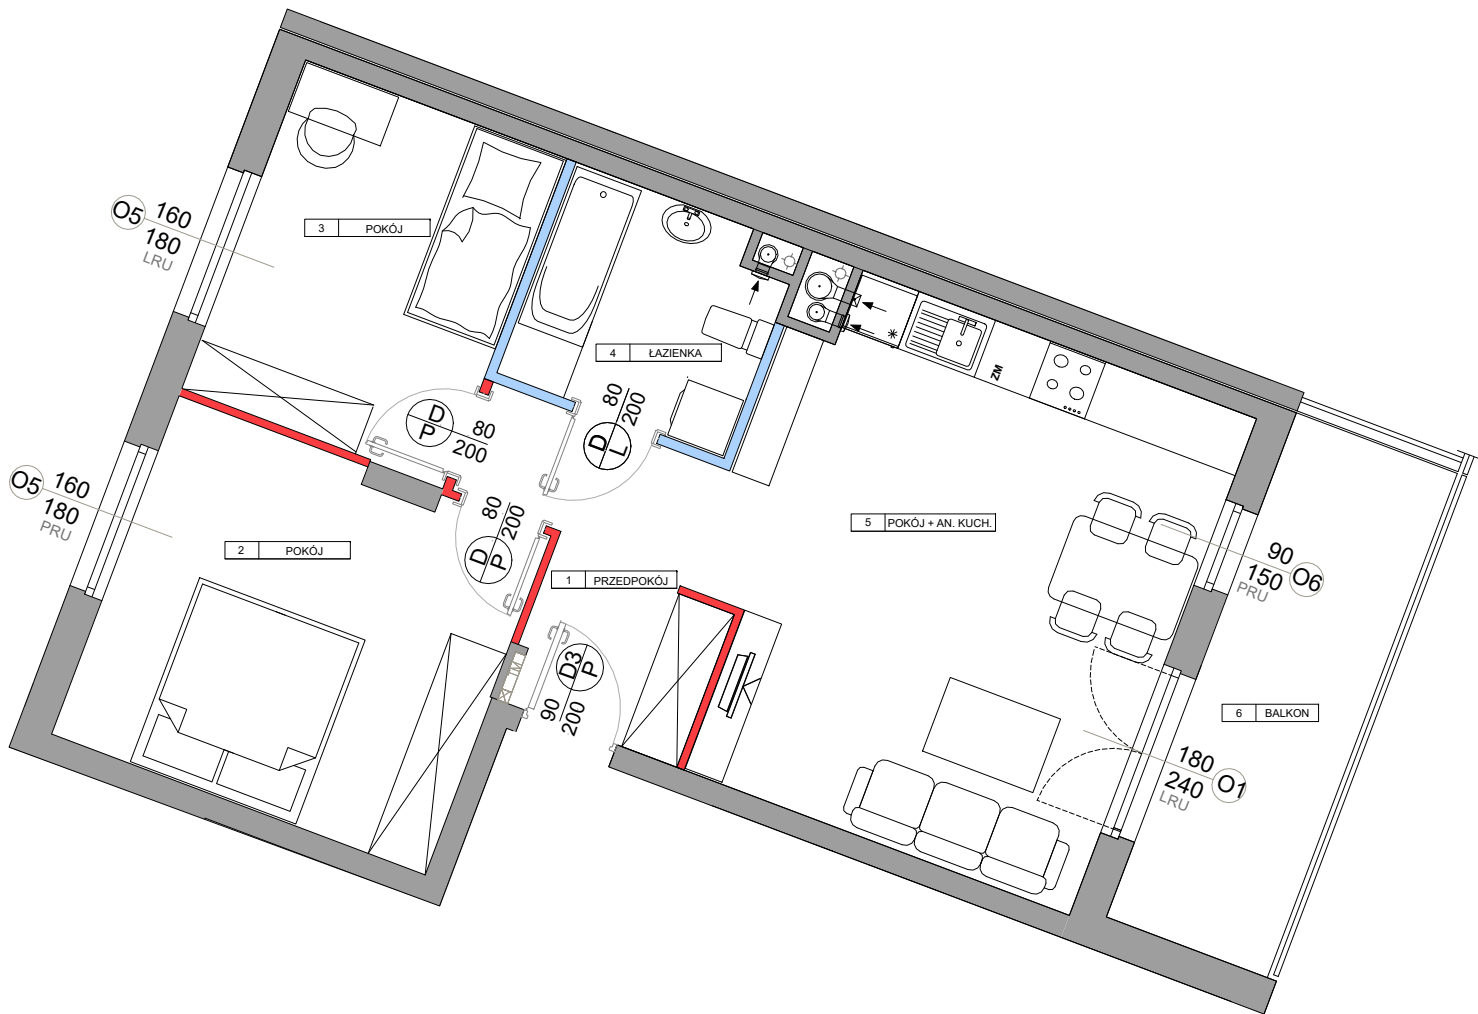 3 POKÓJ
O5 160
180
LRU
4 ŁAZIENKA
80
200
D
L
ZM
D
P
80
200
O5 160
180
PRU
2 POKÓJ
80
200
D
P
5 POKÓJ + AN. KUCH.
1 PRZEDPOKÓJ
90
150 O6
PRU
TM
D3
P
90
200
6 BALKON
180
240 O1
LRU